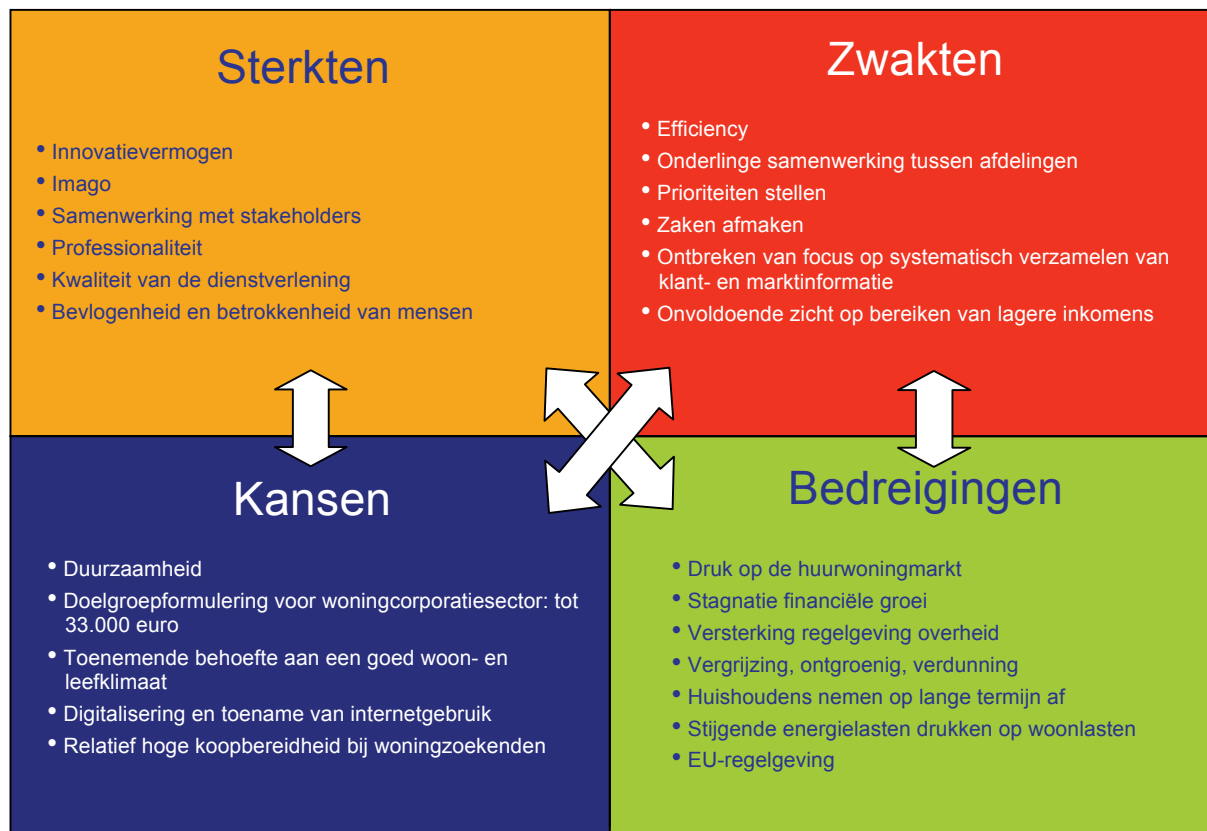 Sterkten
• Innovatievermogen
• Imago
• Samenwerking met stakeholders
• Professionaliteit
• Kwaliteit van de dienstverlening
• Bevlogenheid en betrokkenheid van mensen
Zwakten
• Efficiency
• Onderlinge samenwerking tussen afdelingen
• Prioriteiten stellen
• Zaken afmaken
• Ontbreken van focus op systematisch verzamelen van
klant- en marktinformatie
• Onvoldoende zicht op bereiken van lagere inkomens
Kansen
• Duurzaamheid
• Doelgroepformulering voor woningcorporatiesector: tot
33.000 euro
• Toenemende behoefte aan een goed woon- en
leefklimaat
• Digitalisering en toename van internetgebruik
• Relatief hoge koopbereidheid bij woningzoekenden
Bedreigingen
• Druk op de huurwoningmarkt
• Stagnatie financiële groei
• Versterking regelgeving overheid
• Vergrijzing, ontgroenig, verdunning
• Huishoudens nemen op lange termijn af
• Stijgende energielasten drukken op woonlasten
• EU-regelgeving